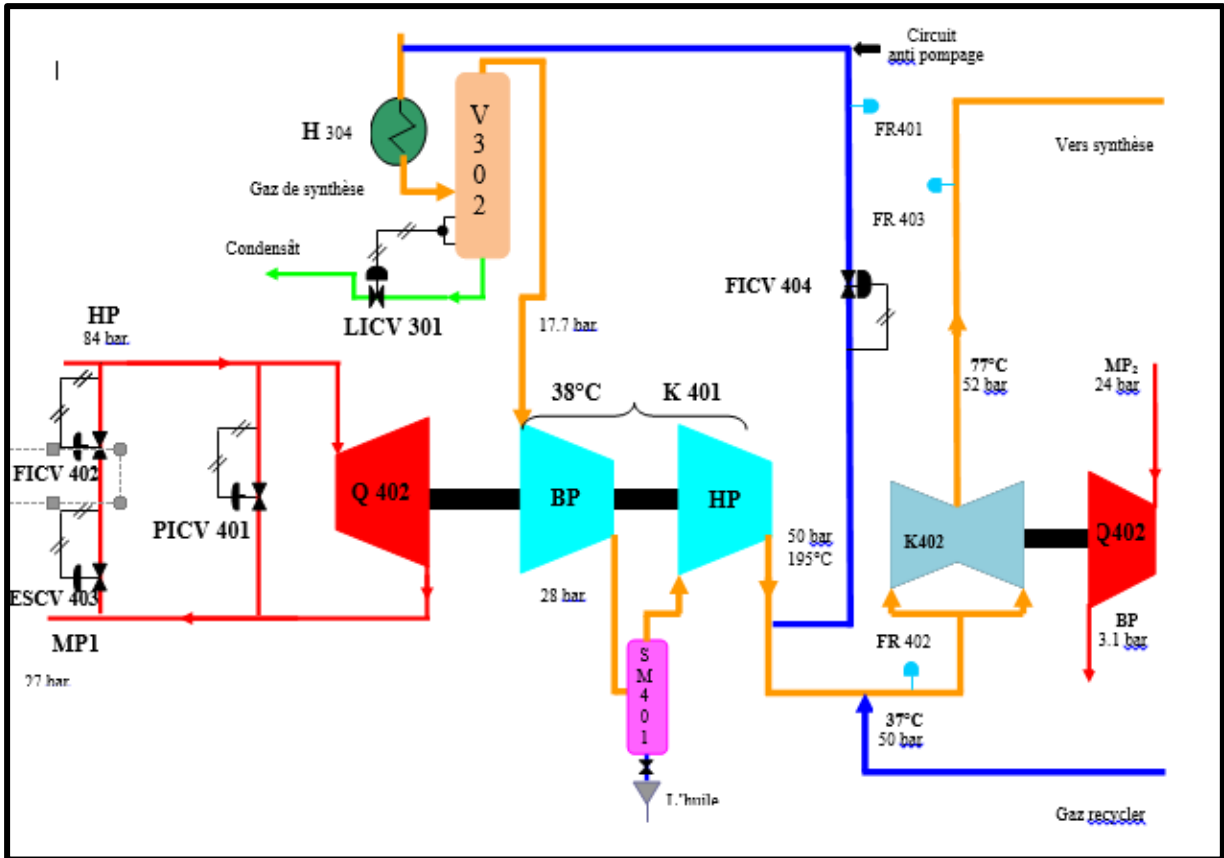 Circuit
anti pompage
H 304
V
3
0
2
FR401
Vers synthèse
FR 403
Gaz de synthèse
Condensât
FICV 404
LICV 301
17.7 bar
HP
84 bar
77°C
52 bar
MP₂
24 bar
38°C
K 401
FICV 402
PICV 401
ESCV 403
Q 402
BP
HP
K402
Q402
50 bar
195°C
28 bar
MP1
27 bar
S
M
4
0
1
FR 402
BP
3.1 bar
37°C
50 bar
L'huile
Gaz recycler